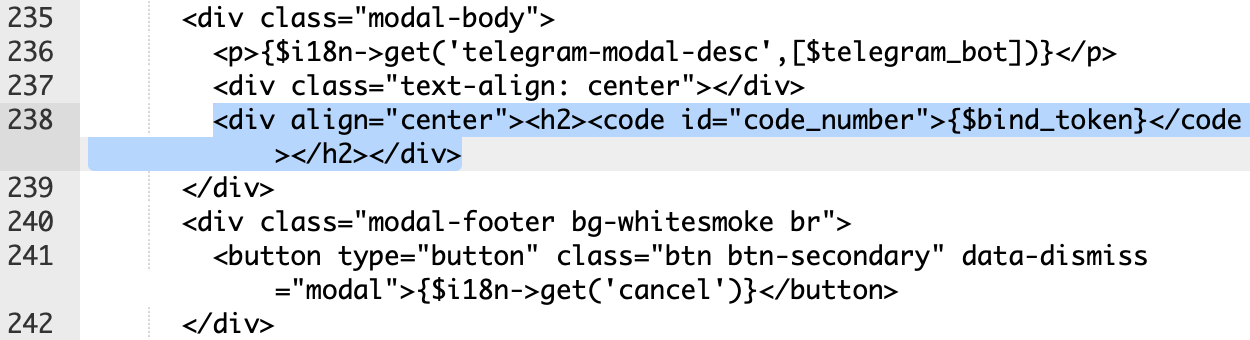 235 <div class="modal-body">
236 <p>{$i18n->get('telegram-modal-desc',[$telegram_bot])}</p>
237 <div class="text-align: center"></div>
238 <div align="center"><h2><code id="code_number">{$bind_token}</code
></h2></div>
239 </div>
240 <div class="modal-footer bg-whitesmoke br">
241 <button type="button" class="btn btn-secondary" data-dismiss
="modal">{$i18n->get('cancel')}</button>
242 </div>